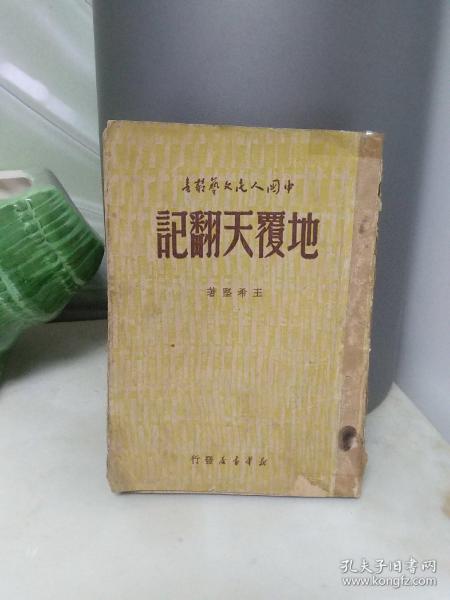 中国人民文藝叢書
地覆天翻記
王希堅著
新華書店發行
孔夫子旧书网
www.kongfz.com